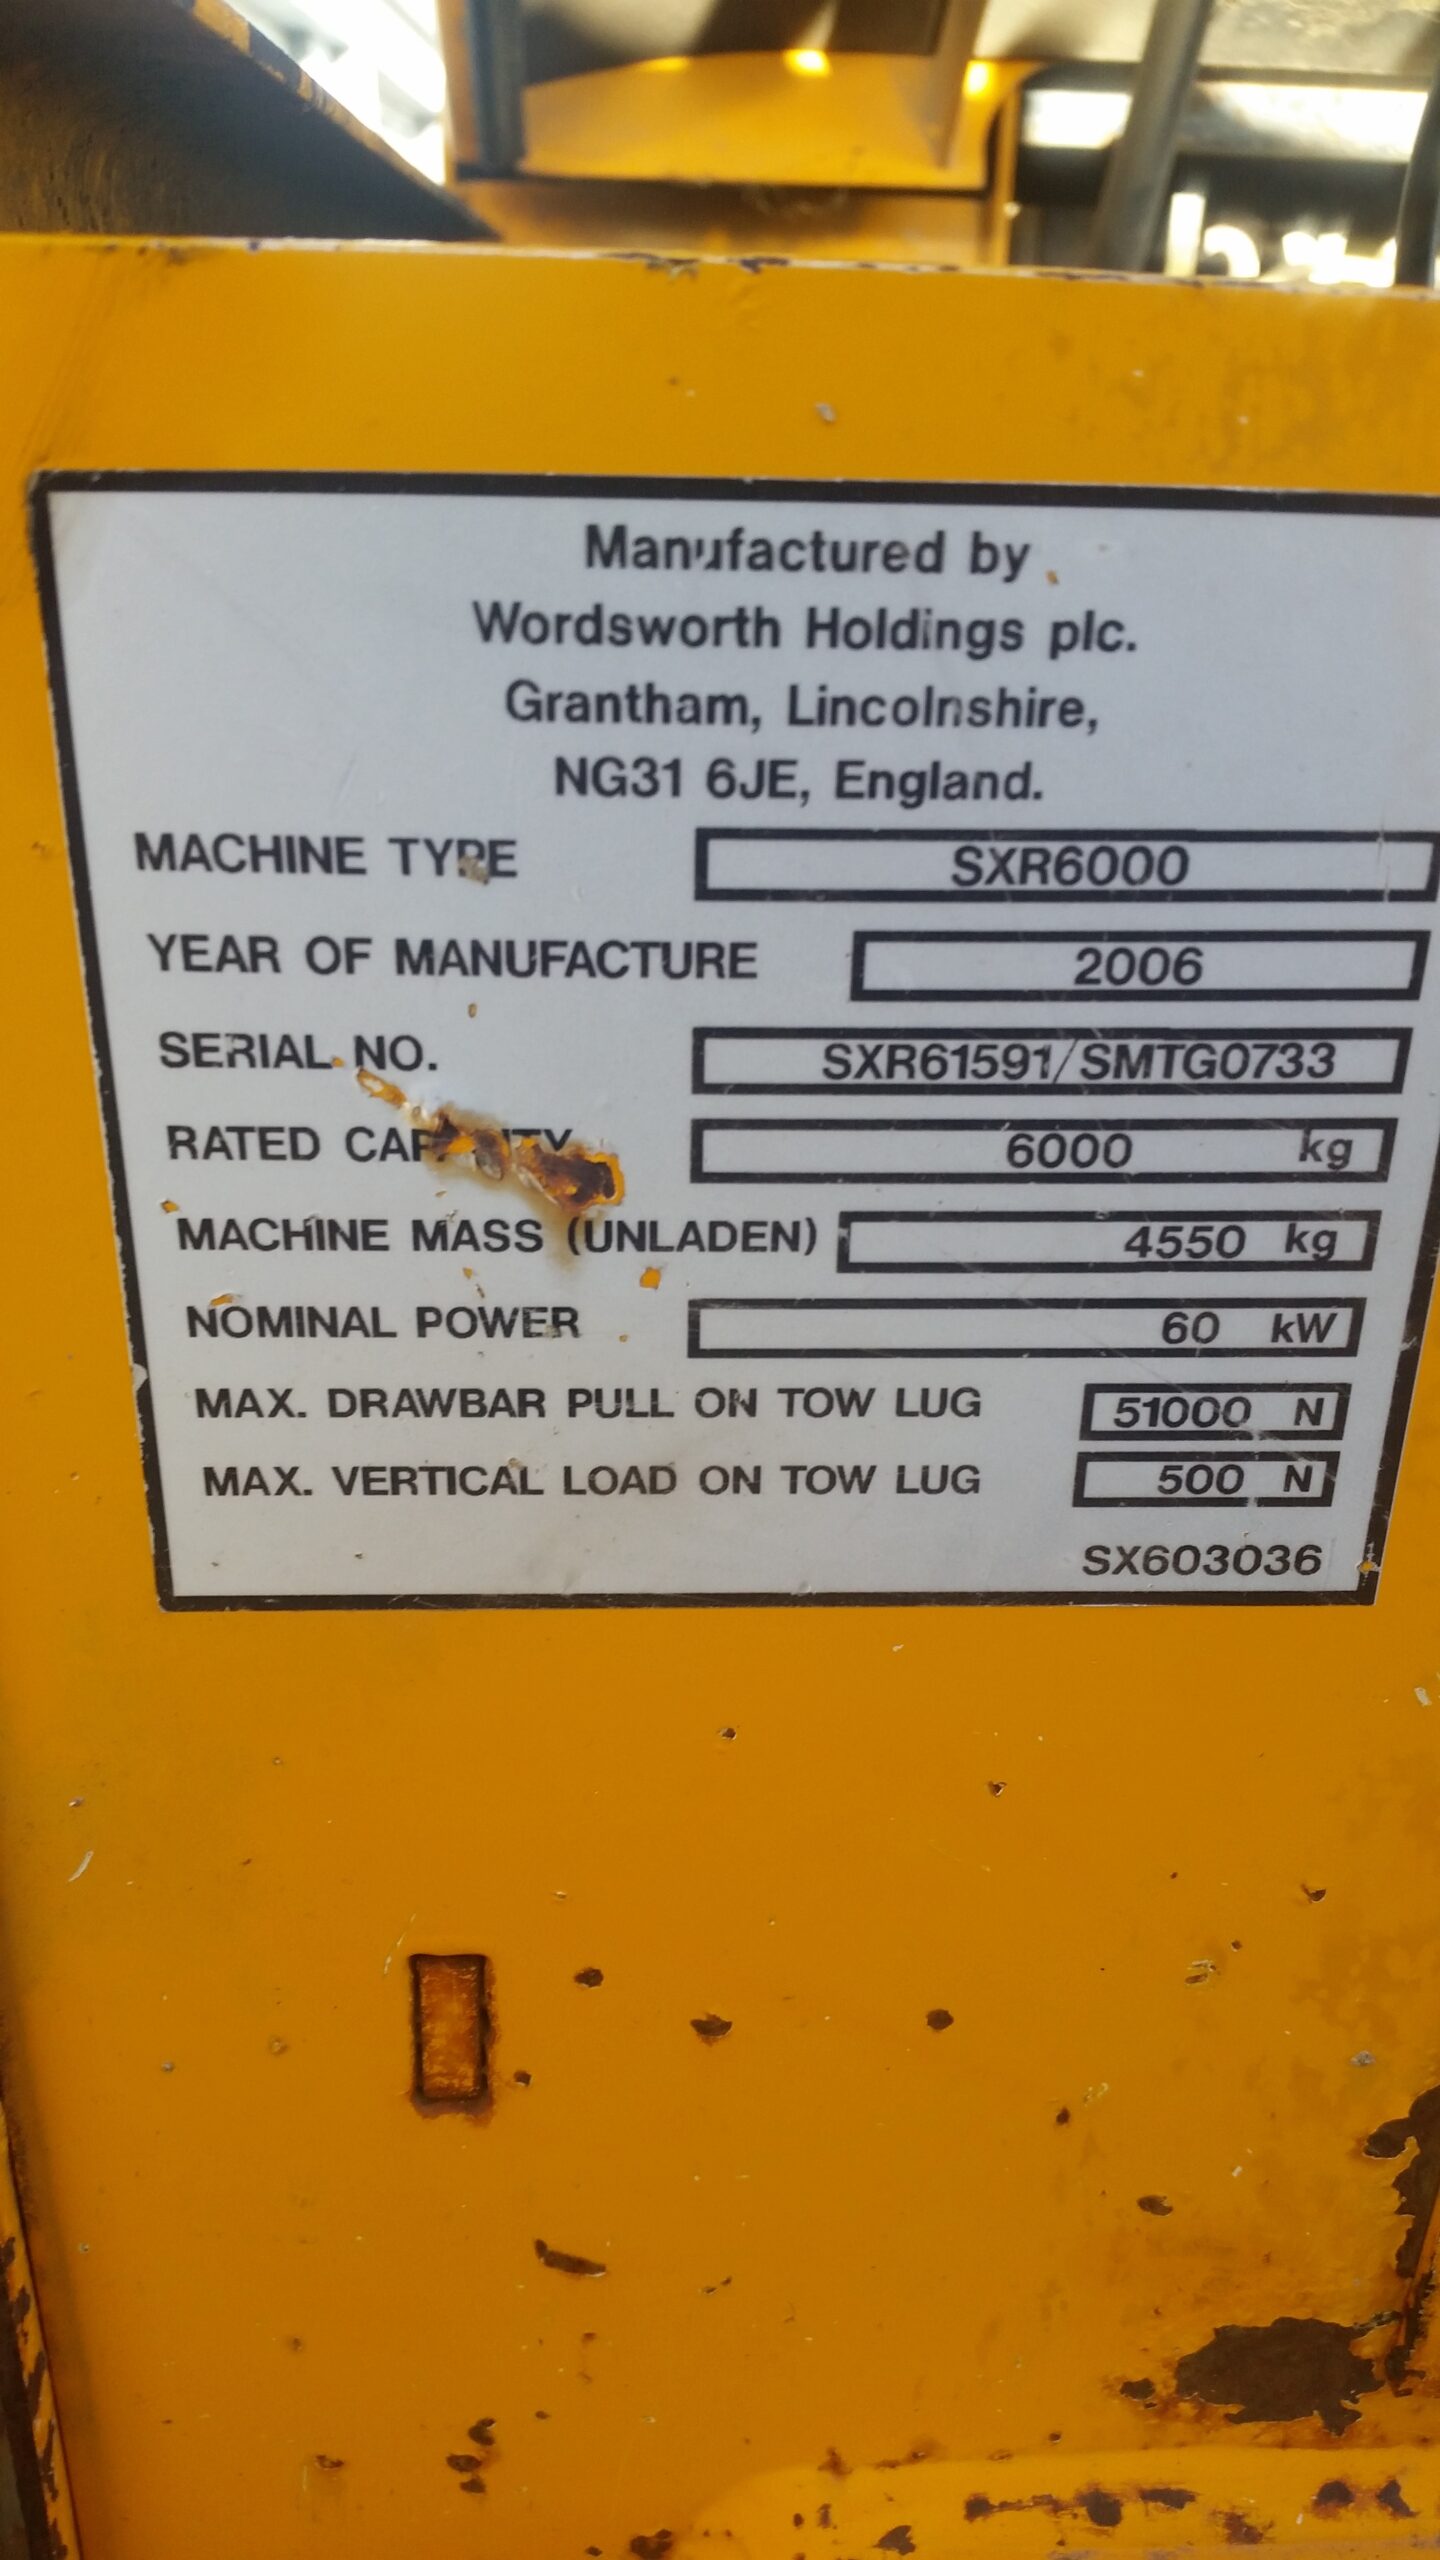 Manufactured by
Wordsworth Holdings plc.
Grantham, Lincolnshire,
NG31 6JE, England.
MACHINE TYPE SXR6000
YEAR OF MANUFACTURE 2006
SERIAL NO. SXR61591/SMTG0733
RATED CAPACITY 6000 kg
MACHINE MASS (UNLADEN) 4550 kg
NOMINAL POWER 60 kW
MAX. DRAWBAR PULL ON TOW LUG 51000 N
MAX. VERTICAL LOAD ON TOW LUG 500 N
SX603036